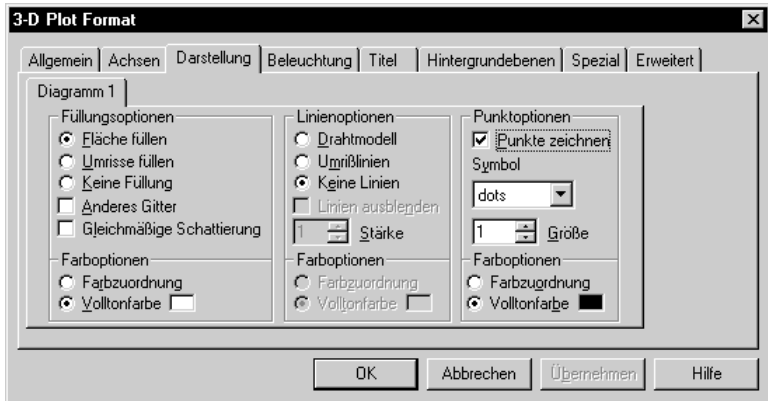 3-D Plot Format
Allgemein Achsen Darstellung Beleuchtung Titel Hintergrundebenen Spezial Erweitert
Diagramm 1
Füllungsoptionen
Fläche füllen
Umrisse füllen
Keine Füllung
Anderes Gitter
Gleichmäßige Schattierung
Farboptionen
Farbzuordnung
Volltonfarbe
Linienoptionen
Drahtmodell
Umrißlinien
Keine Linien
Linien ausblenden
1 Stärke
Farboptionen
Farbzuordnung
Volltonfarbe
Punktoptionen
Punkte zeichnen
Symbol
dots
1 Größe
Farboptionen
Farbzuordnung
Volltonfarbe
OK Abbrechen Übernehmen Hilfe